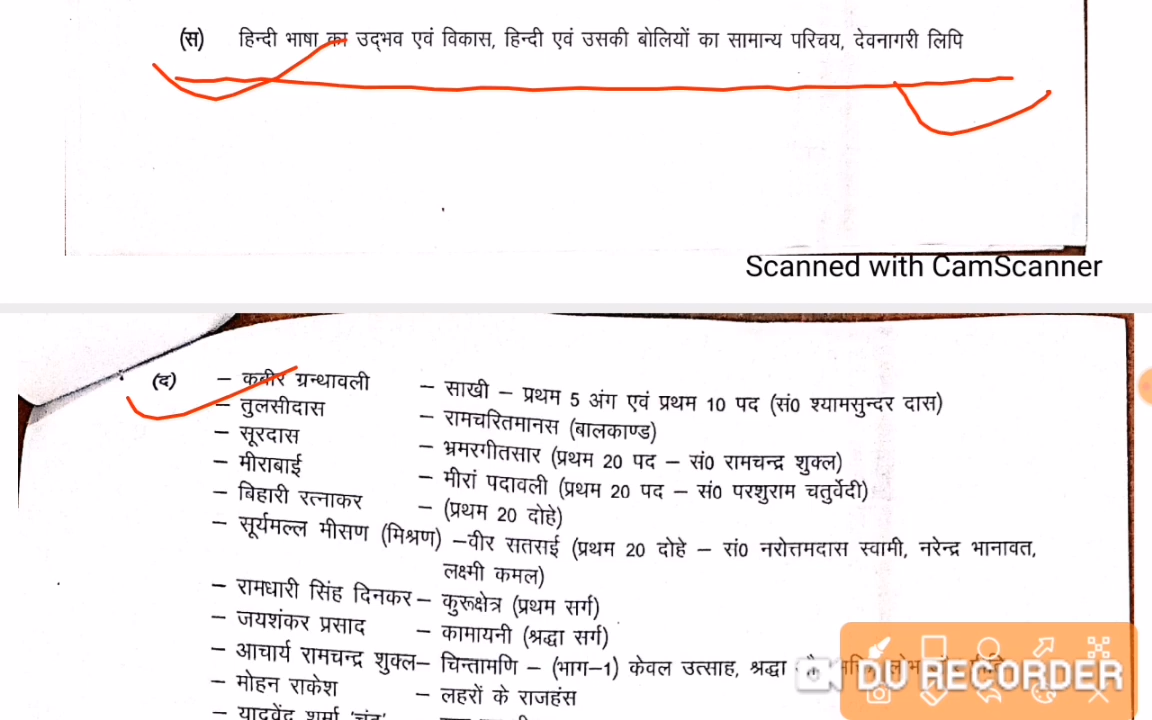 (स) हिन्दी भाषा का उद्भव एवं विकास, हिन्दी एवं उसकी बोलियों का सामान्य परिचय, देवनागरी लिपि
Scanned with CamScanner
(द) – कबीर ग्रन्थावली – साखी – प्रथम 5 अंग एवं प्रथम 10 पद (सं0 श्यामसुन्दर दास)
– तुलसीदास – रामचरितमानस (बालकाण्ड)
– सूरदास – भ्रमरगीतसार (प्रथम 20 पद – सं0 रामचन्द्र शुक्ल)
– मीराबाई – मीरां पदावली (प्रथम 20 पद – सं0 परशुराम चतुर्वेदी)
– बिहारी रत्नाकर – (प्रथम 20 दोहे)
– सूर्यमल्ल मीसण (मिश्रण) –वीर सतसई (प्रथम 20 दोहे – सं0 नरोत्तमदास स्वामी, नरेन्द्र भानावत,
लक्ष्मी कमल)
– रामधारी सिंह दिनकर – कुरूक्षेत्र (प्रथम सर्ग)
– जयशंकर प्रसाद – कामायनी (श्रद्धा सर्ग)
– आचार्य रामचन्द्र शुक्ल– चिन्तामणि – (भाग–1) केवल उत्साह, श्रद्धा
DU RECORDER
– मोहन राकेश – लहरों के राजहंस
– यादवेंद्र शर्मा 'चंद्र'